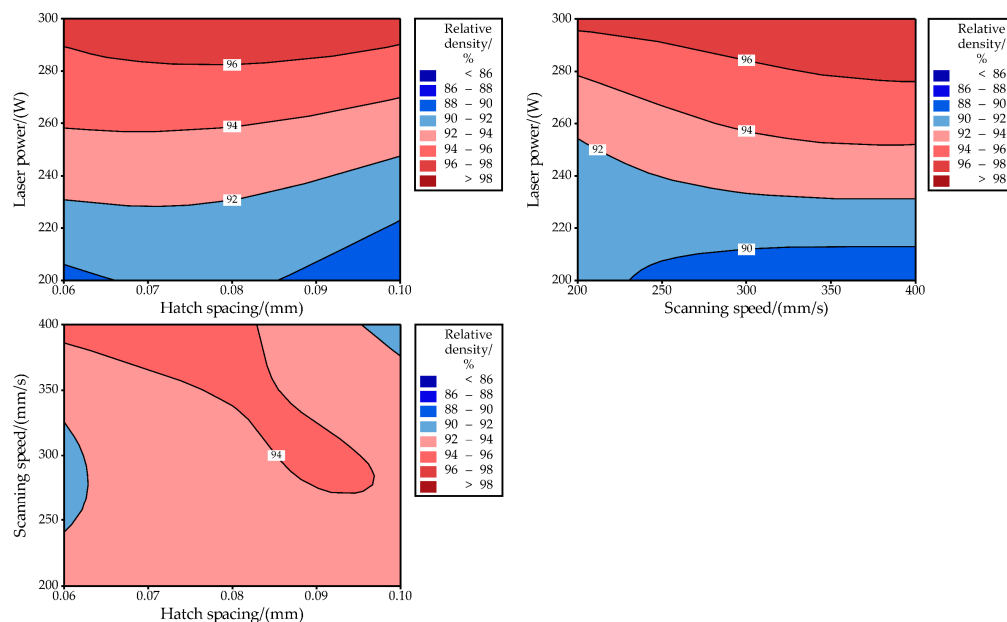 300
280
260
240
220
200
Laser power/(W)
96
94
92
0.06 0.07 0.08 0.09 0.10
Hatch spacing/(mm)
Relative
density/
%
< 86
86 – 88
88 – 90
90 – 92
92 – 94
94 – 96
96 – 98
> 98
300
280
260
240
220
200
Laser power/(W)
96
94
92
90
200 250 300 350 400
Scanning speed/(mm/s)
Relative
density/
%
< 86
86 – 88
88 – 90
90 – 92
92 – 94
94 – 96
96 – 98
> 98
400
350
300
250
200
Scanning speed/(mm/s)
94
0.06 0.07 0.08 0.09 0.10
Hatch spacing/(mm)
Relative
density/
%
< 86
86 – 88
88 – 90
90 – 92
92 – 94
94 – 96
96 – 98
> 98